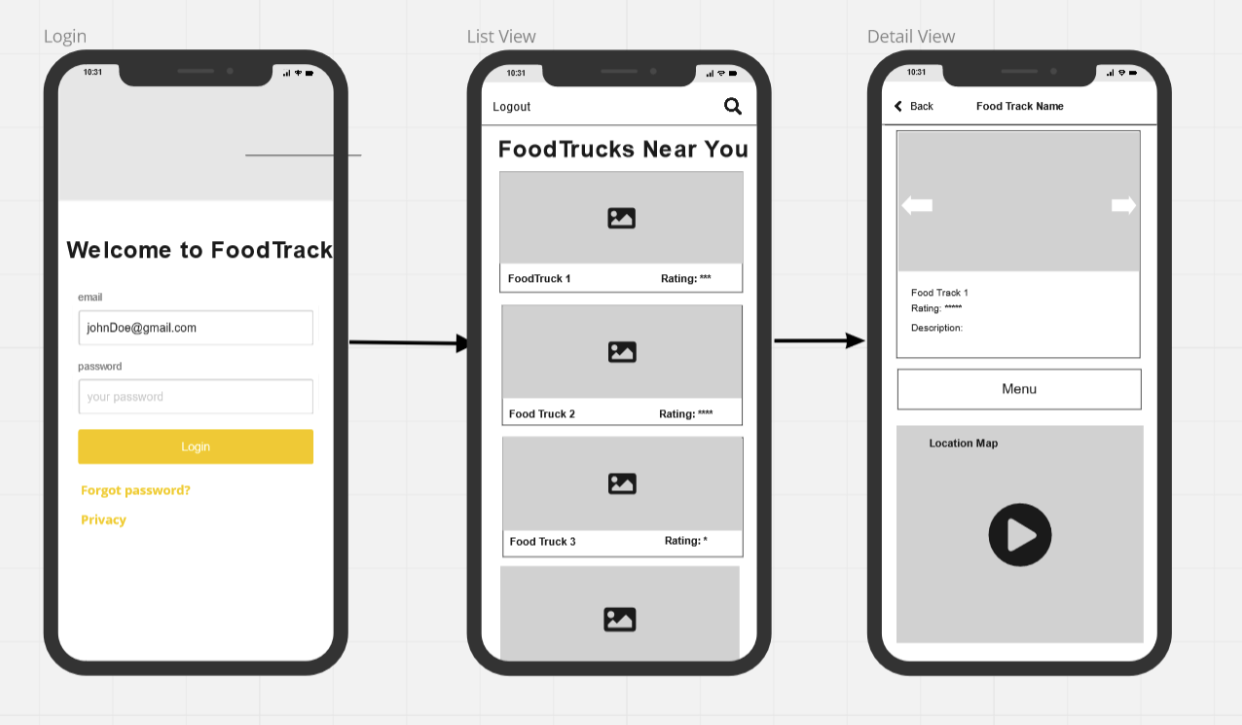 Login
10:31
Welcome to FoodTrack
email
johnDoe@gmail.com
password
your password
Login
Forgot password?
Privacy
List View
10:31
Logout
FoodTrucks Near You
FoodTruck 1 Rating: ***
Food Truck 2 Rating: ****
Food Truck 3 Rating: *
Detail View
10:31
Back Food Track Name
Food Track 1
Rating: *****
Description:
Menu
Location Map